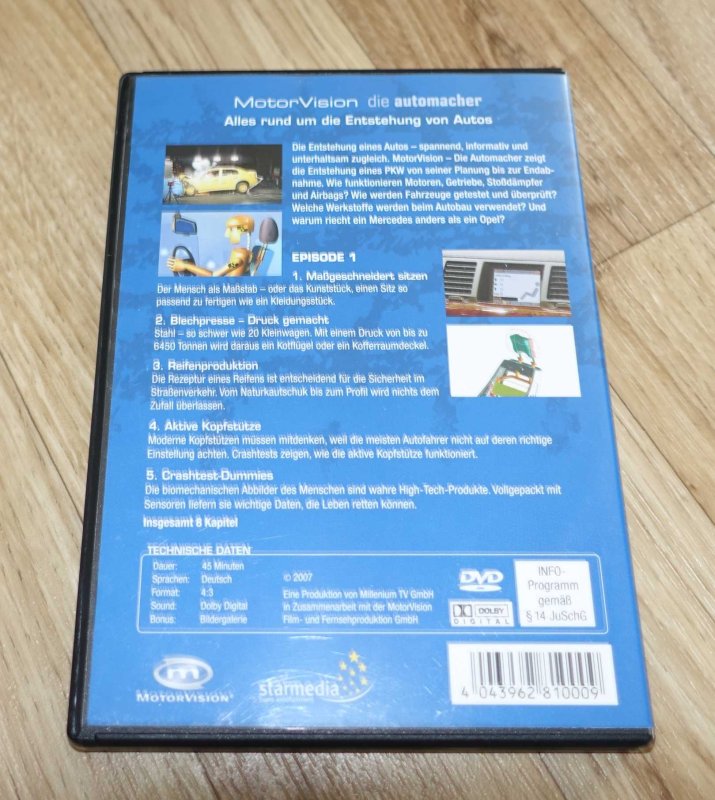 MotorVision die automacher
Alles rund um die Entstehung von Autos
Die Entstehung eines Autos – spannend, informativ und
unterhaltsam zugleich. MotorVision – Die Automacher zeigt
die Entstehung eines PKW von seiner Planung bis zur Endab-
nahme. Wie funktionieren Motoren, Getriebe, Stoßdämpfer
und Airbags? Wie werden Fahrzeuge getestet und überprüft?
Welche Werkstoffe werden beim Autobau verwendet? Und
warum riecht ein Mercedes anders als ein Opel?
EPISODE 1
1. Maßgeschneidert sitzen
Der Mensch als Maßstab – oder das Kunststück, einen Sitz so
passend zu fertigen wie ein Kleidungsstück.
2. Blechpresse – Druck gemacht
Stahl – so schwer wie 20 Kleinwagen. Mit einem Druck von bis zu
6450 Tonnen wird daraus ein Kotflügel oder ein Kofferraumdeckel.
3. Reifenproduktion
Die Rezeptur eines Reifens ist entscheidend für die Sicherheit im
Straßenverkehr. Vom Naturkautschuk bis zum Profil wird nichts dem
Zufall überlassen.
4. Aktive Kopfstütze
Moderne Kopfstützen müssen mitdenken, weil die meisten Autofahrer nicht auf deren richtige
Einstellung achten. Crashtests zeigen, wie die aktive Kopfstütze funktioniert.
5. Crashtest-Dummies
Die biomechanischen Abbilder des Menschen sind wahre High-Tech-Produkte. Vollgepackt mit
Sensoren liefern sie wichtige Daten, die Leben retten können.
Insgesamt 8 Kapitel
TECHNISCHE DATEN
Dauer: 45 Minuten
Sprachen: Deutsch
Format: 4:3
Sound: Dolby Digital
Bonus: Bildergalerie
© 2007
Eine Produktion von Millenium TV GmbH
in Zusammenarbeit mit der MotorVision
Film- und Fernsehproduktion GmbH
DVD
DOLBY
DIGITAL
INFO-
Programm
gemäß
§ 14 JuSchG
m
MOTORVISION
starmedia
4 043962 810009